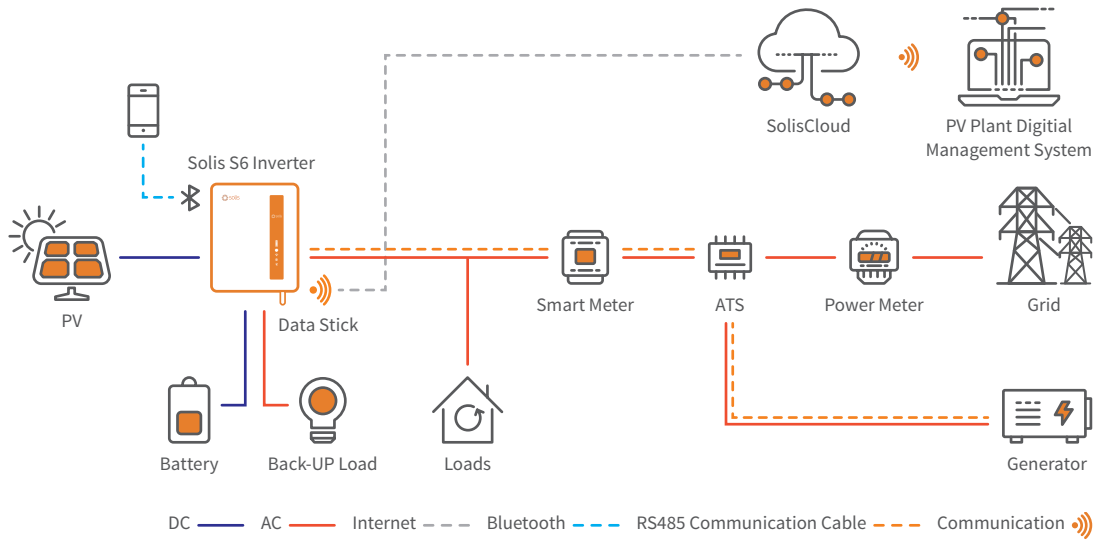 SolisCloud
PV Plant Digitial
Management System
Solis S6 Inverter
solis
PV
Data Stick
Smart Meter
ATS
Power Meter
Grid
Battery
Back-UP Load
Loads
Generator
DC
AC
Internet
Bluetooth
RS485 Communication Cable
Communication